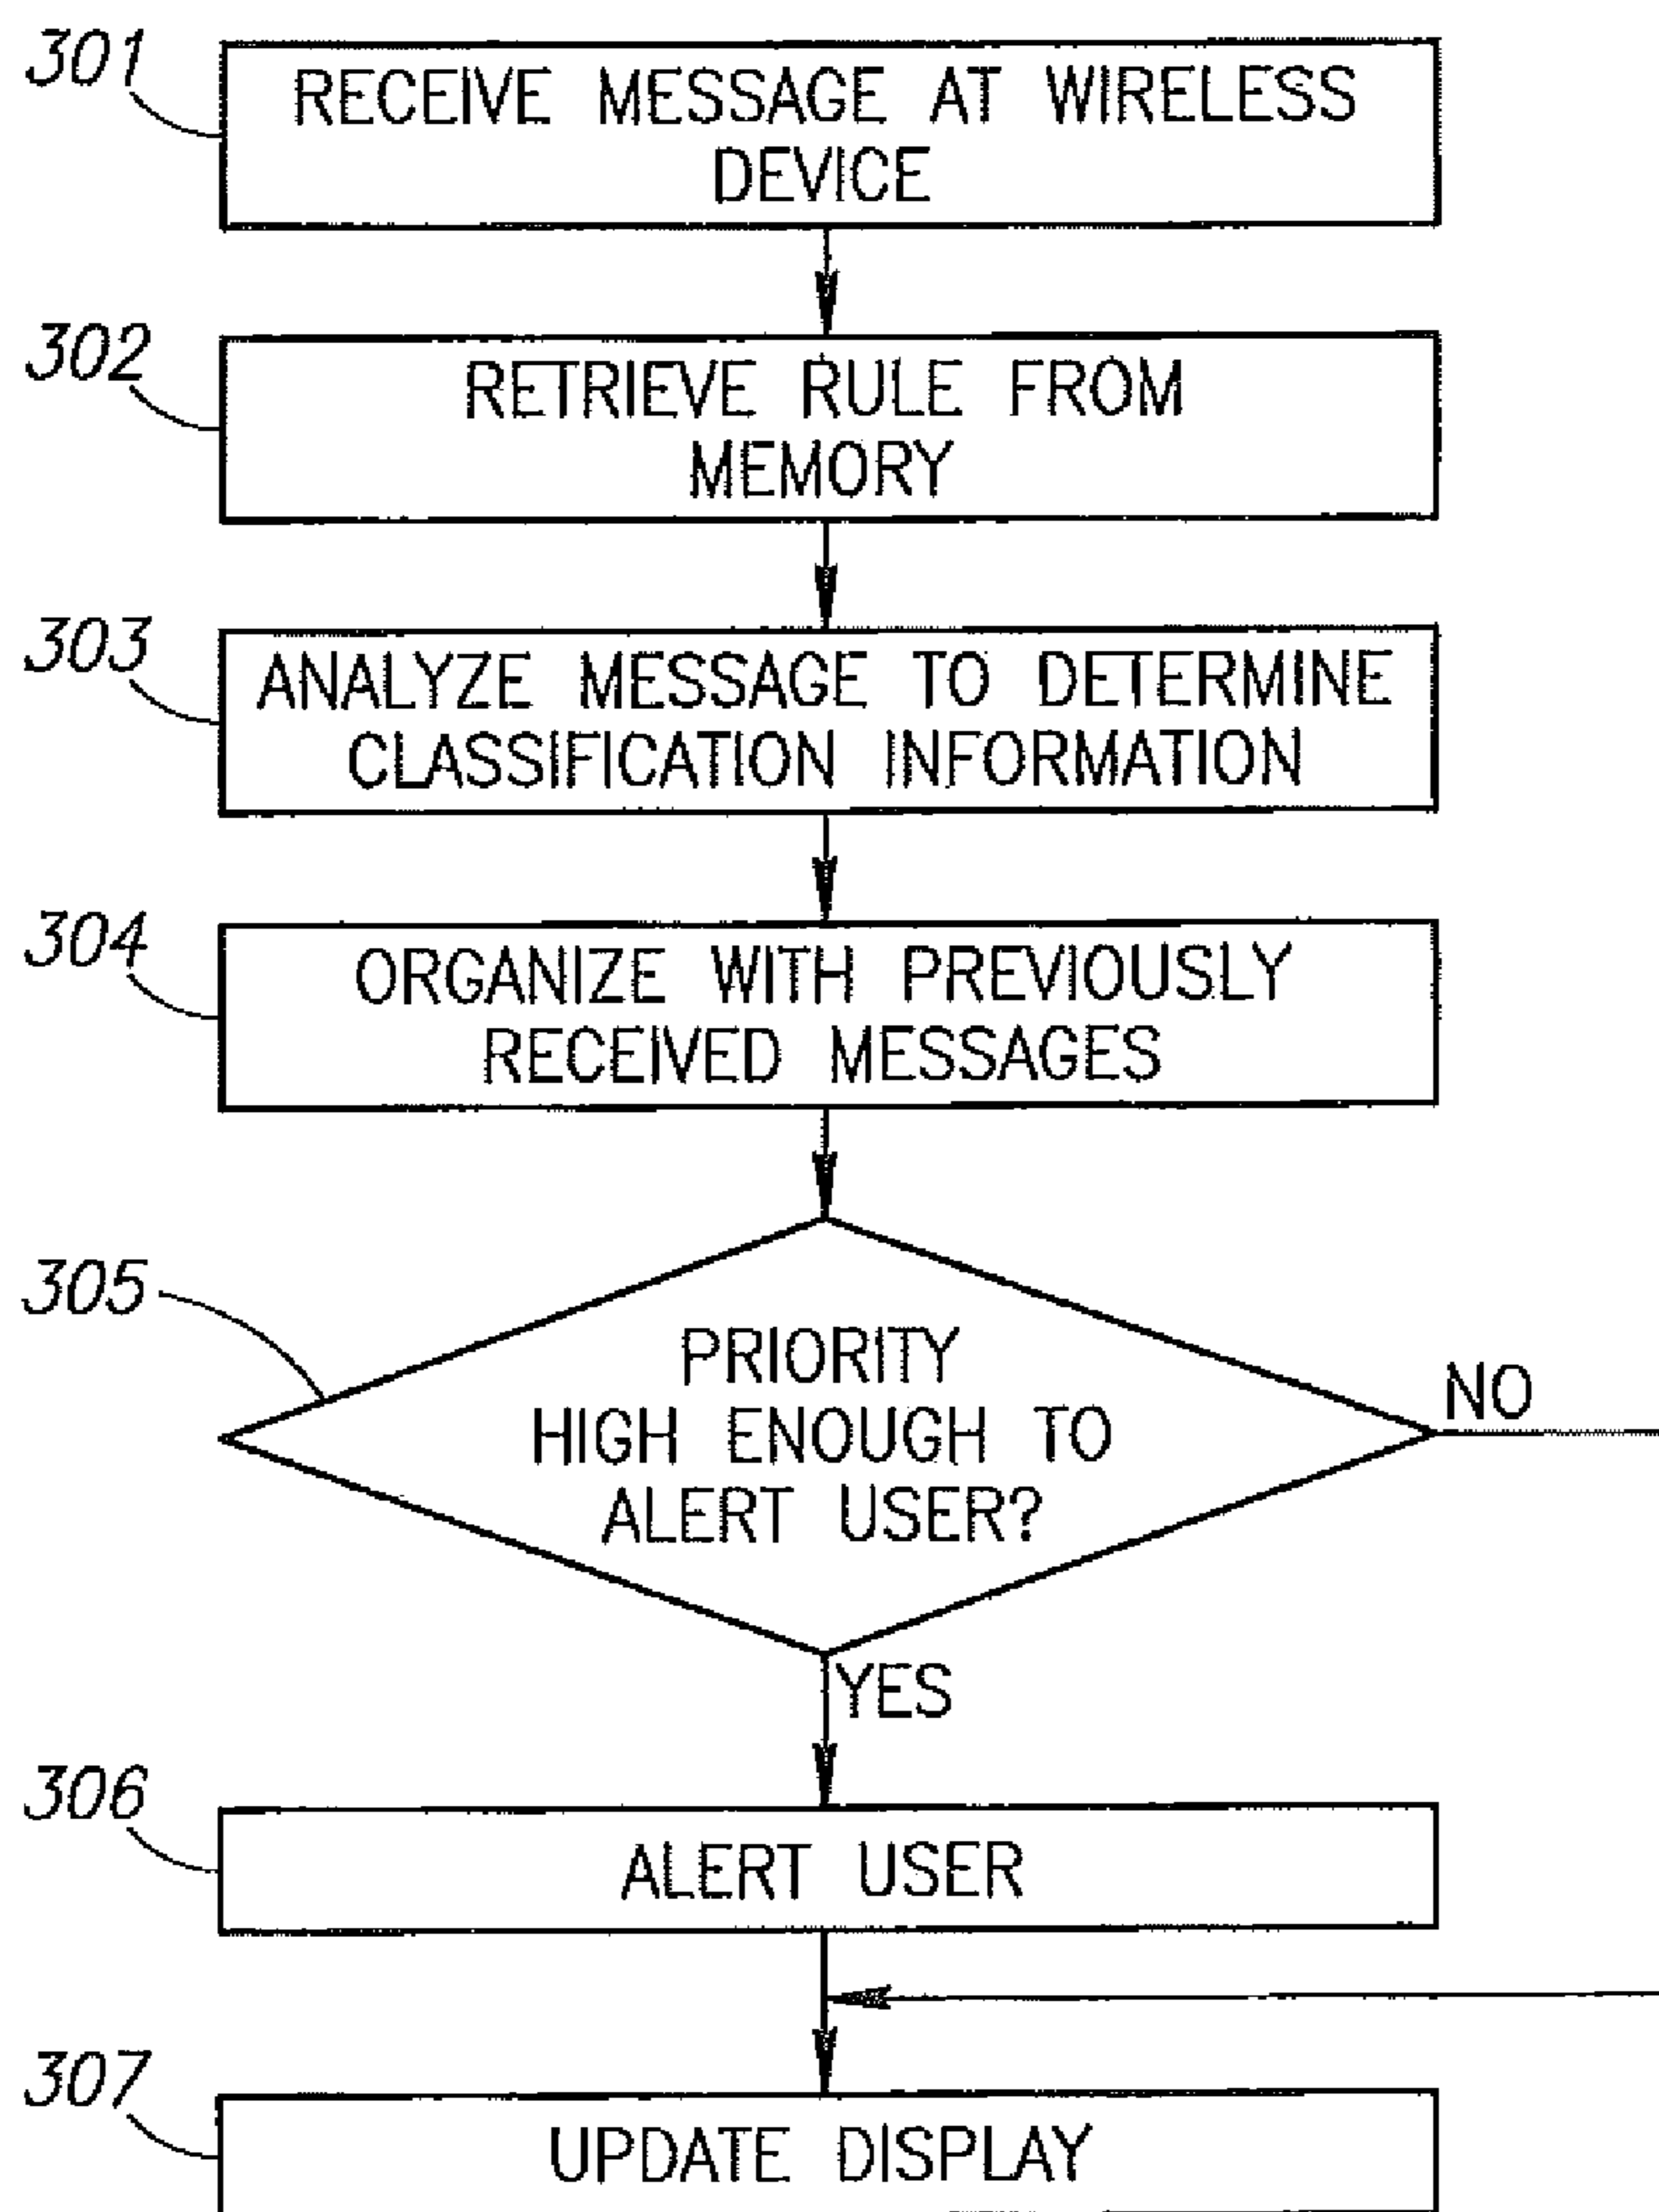 301
RECEIVE MESSAGE AT WIRELESS
DEVICE
302
RETRIEVE RULE FROM
MEMORY
303
ANALYZE MESSAGE TO DETERMINE
CLASSIFICATION INFORMATION
304
ORGANIZE WITH PREVIOUSLY
RECEIVED MESSAGES
305
PRIORITY
HIGH ENOUGH TO
ALERT USER?
NO
YES
306
ALERT USER
307
UPDATE DISPLAY